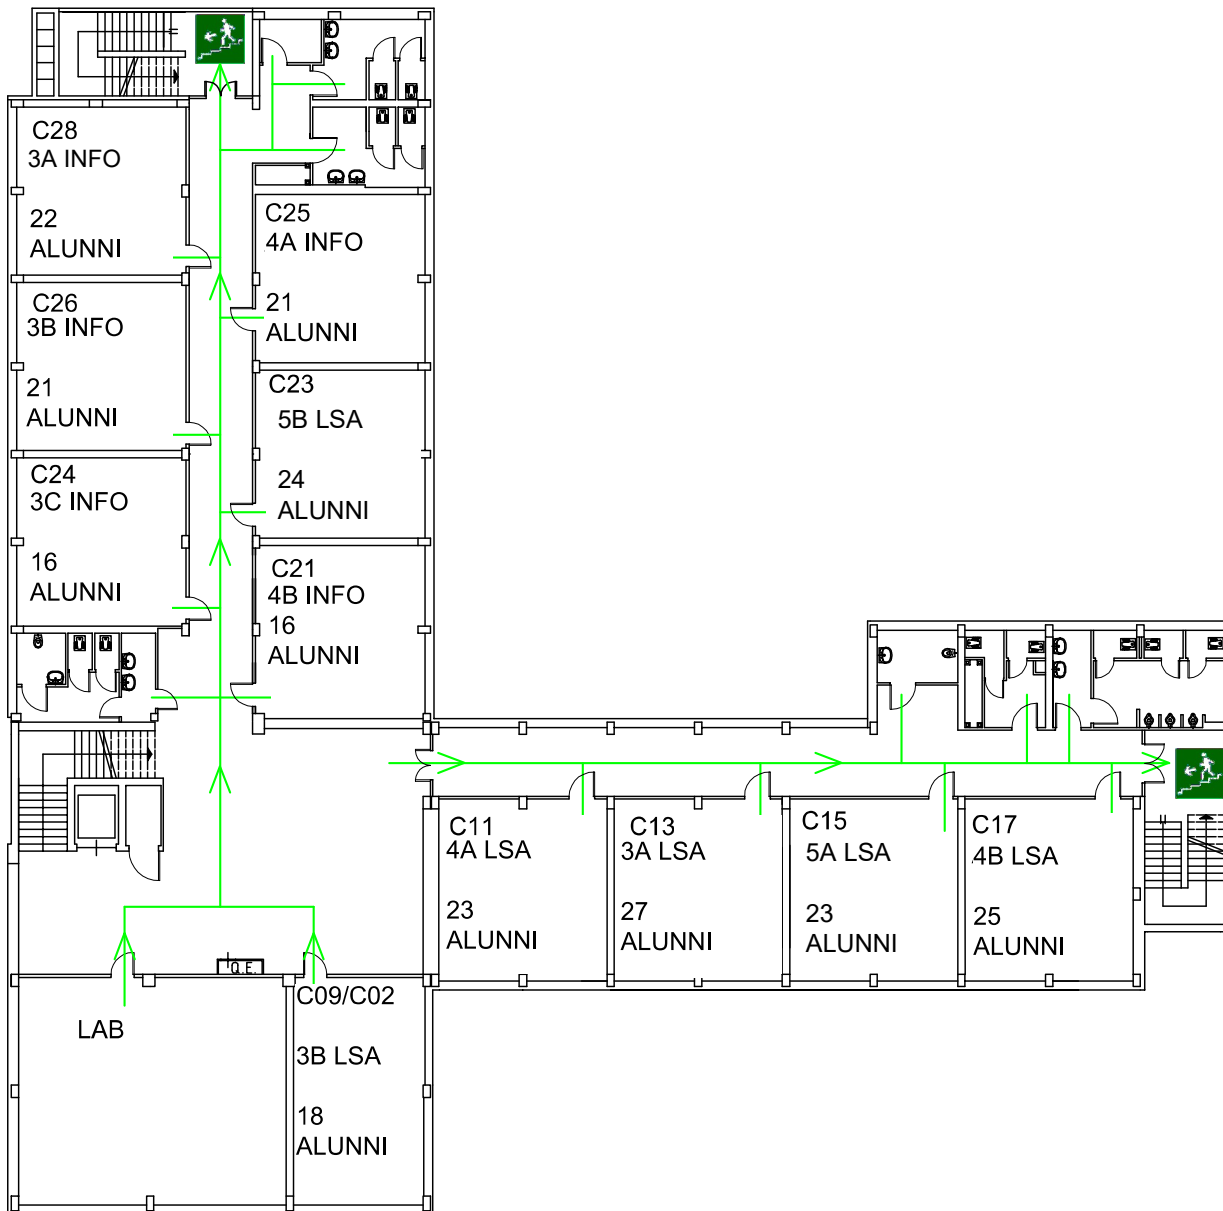 C28
3A INFO
22
ALUNNI
C25
4A INFO
21
ALUNNI
C26
3B INFO
21
ALUNNI
C23
5B LSA
24
ALUNNI
C24
3C INFO
16
ALUNNI
C21
4B INFO
16
ALUNNI
C11
4A LSA
23
ALUNNI
C13
3A LSA
27
ALUNNI
C15
5A LSA
23
ALUNNI
C17
4B LSA
25
ALUNNI
Q.E.
LAB
C09/C02
3B LSA
18
ALUNNI